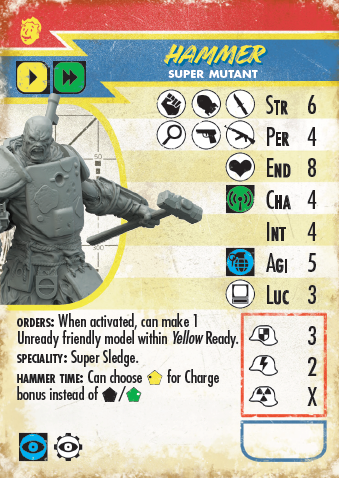 HAMMER
SUPER MUTANT
STR 6
PER 4
END 8
CHA 4
INT 4
AGI 5
LUC 3
50
100
ORDERS: When activated, can make 1
Unready friendly model within Yellow Ready.
SPECIALITY: Super Sledge.
HAMMER TIME: Can choose for Charge
bonus instead of /
3
2
X